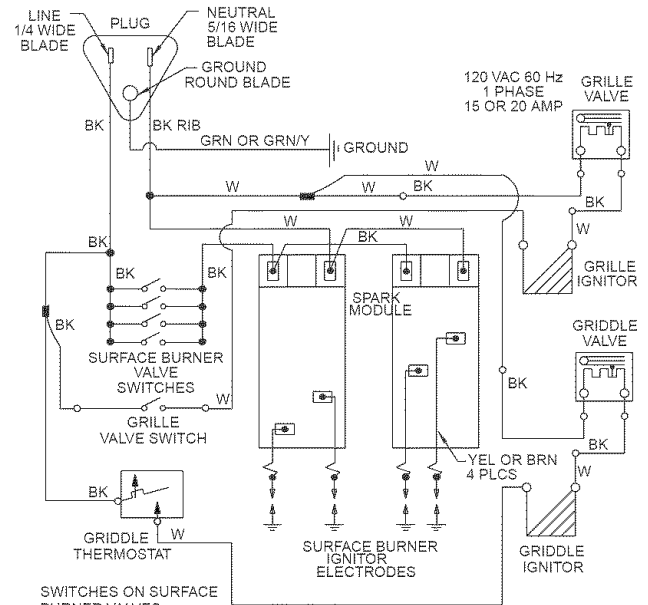 LINE
1/4 WIDE
BLADE
PLUG
NEUTRAL
5/16 WIDE
BLADE
GROUND
ROUND BLADE
120 VAC 60 Hz
1 PHASE
15 OR 20 AMP
GRILLE
VALVE
BK
BK RIB
GRN OR GRN/Y
GROUND
W
W
W
BK
BK
W
W
W
BK
BK
BK
BK
GRILLE
IGNITOR
SPARK
MODULE
BK
SURFACE BURNER
VALVE
SWITCHES
GRIDDLE
VALVE
BK
W
GRILLE
VALVE SWITCH
BK
W
YEL OR BRN
4 PLCS
BK
GRIDDLE
THERMOSTAT
W
SURFACE BURNER
IGNITOR
ELECTRODES
GRIDDLE
IGNITOR
SWITCHES ON SURFACE
BURNER VALVES
W
W